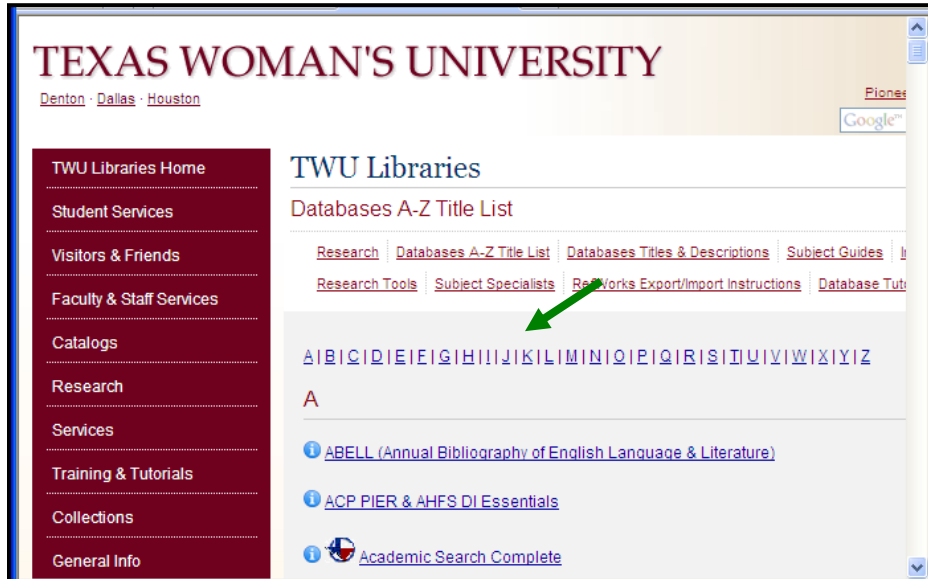 TEXAS WOMAN'S UNIVERSITY
Denton · Dallas · Houston
Google™
TWU Libraries Home
Student Services
Visitors & Friends
Faculty & Staff Services
Catalogs
Research
Services
Training & Tutorials
Collections
General Info
TWU Libraries
Databases A-Z Title List
Research Databases A-Z Title List Databases Titles & Descriptions Subject Guides
Research Tools Subject Specialists RefWorks Export/Import Instructions Database
A | B | C | D | E | F | G | H | I | J | K | L | M | N | O | P | Q | R | S | T | U | V | W | X | Y | Z
A
ABELL (Annual Bibliography of English Language & Literature)
ACP PIER & AHFS DI Essentials
Academic Search Complete